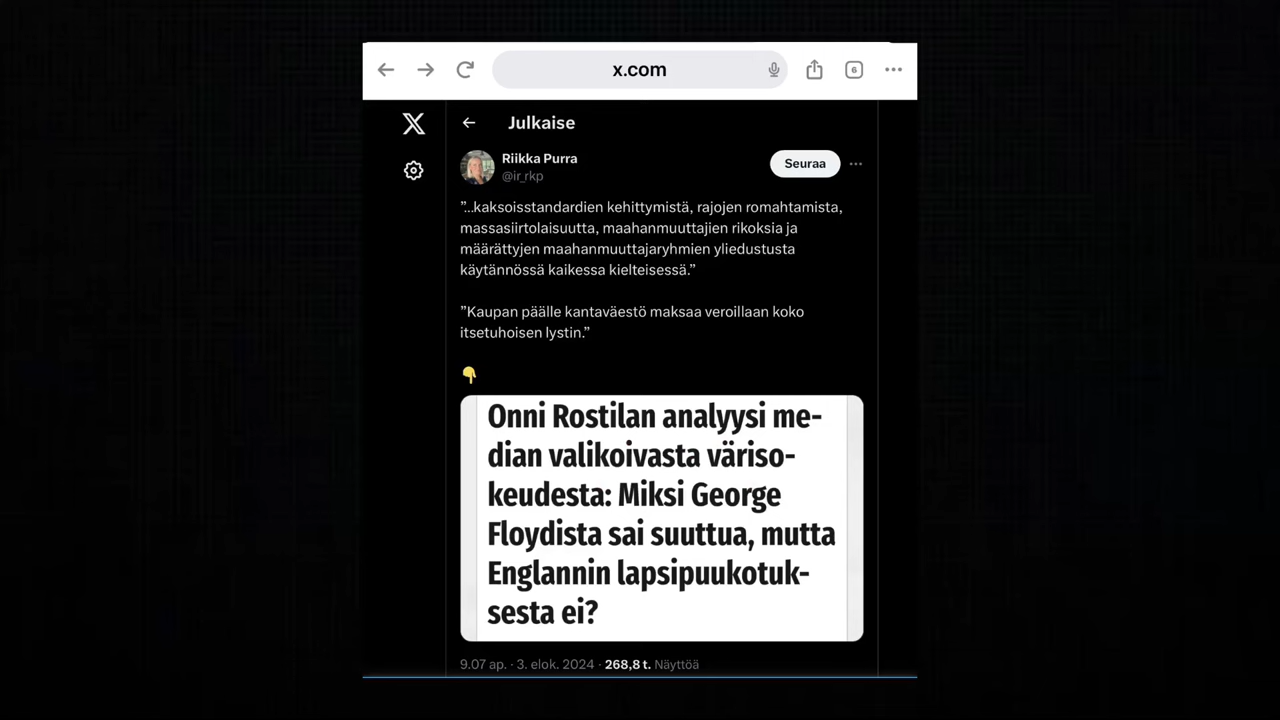 x.com
6
Julkaise
Riikka Purra
Seuraa
@ir_rkp
”...kaksoisstandardien kehittymistä, rajojen romahtamista,
massasiirtolaisuutta, maahanmuuttajien rikoksia ja
määrättyjen maahanmuuttajaryhmien yliedustusta
käytännössä kaikessa kielteisessä.”
”Kaupan päälle kantaväestö maksaa veroillaan koko
itsetuhoisen lystin.”
Onni Rostilan analyysi me-
dian valikoivasta väriso-
keudesta: Miksi George
Floydista sai suuttua, mutta
Englannin lapsipuukotuk-
sesta ei?
9.07 ap. · 3. elok. 2024 · 268,8 t. Näyttöä